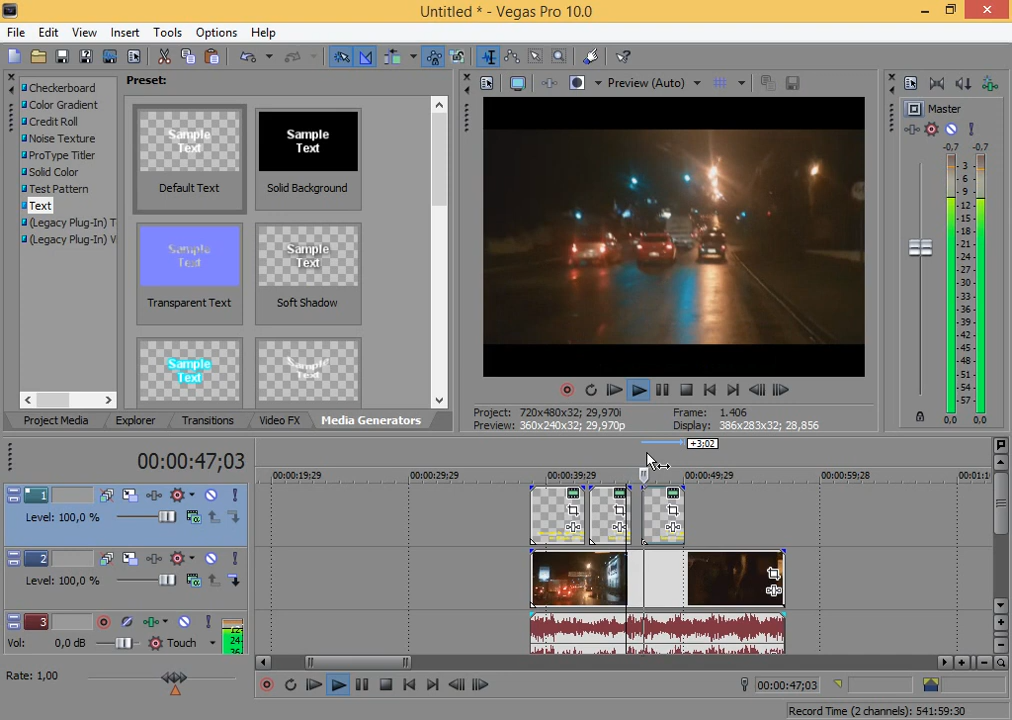 Untitled * - Vegas Pro 10.0
File Edit View Insert Tools Options Help
Preset:
Checkerboard
Color Gradient
Credit Roll
Noise Texture
ProType Titler
Solid Color
Test Pattern
Text
(Legacy Plug-In) T
(Legacy Plug-In) V
Sample Text
Default Text
Sample Text
Solid Background
Sample Text
Transparent Text
Sample Text
Soft Shadow
Sample Text
Sample Text
Project Media Explorer Transitions Video FX Media Generators
Preview (Auto)
Project: 720x480x32; 29,970i Frame: 1.406
Preview: 360x240x32; 29,970p Display: 386x283x32; 28,856
Master
-0,7 -0,7
3
6
9
12
15
18
21
24
27
30
33
36
39
42
45
48
51
54
57
0,0 0,0
+3;02
00:00:47;03
00:00:19;29 00:00:29;29 00:00:39;29 00:00:49;29 00:00:59;28 00:01:1
1
Level: 100,0 %
2
Level: 100,0 %
3
Vol: 0,0 dB Touch
12
24
36
Rate: 1,00
00:00:47;03
Record Time (2 channels): 541:59:30